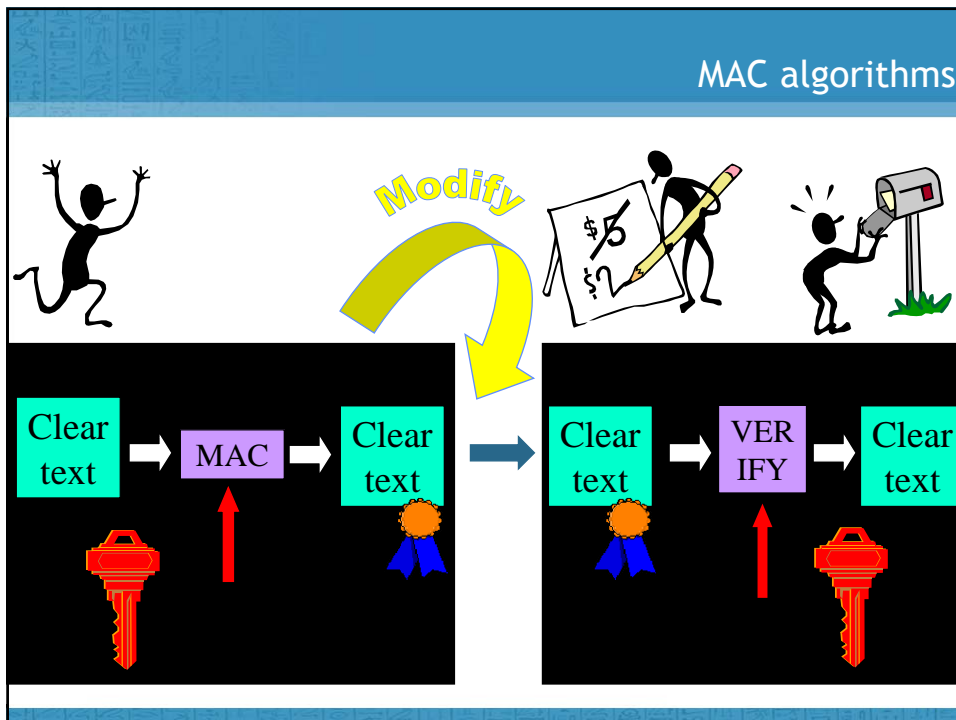 MAC algorithms
Modify
$5
$2
Clear
text
MAC
Clear
text
Clear
text
VER
IFY
Clear
text